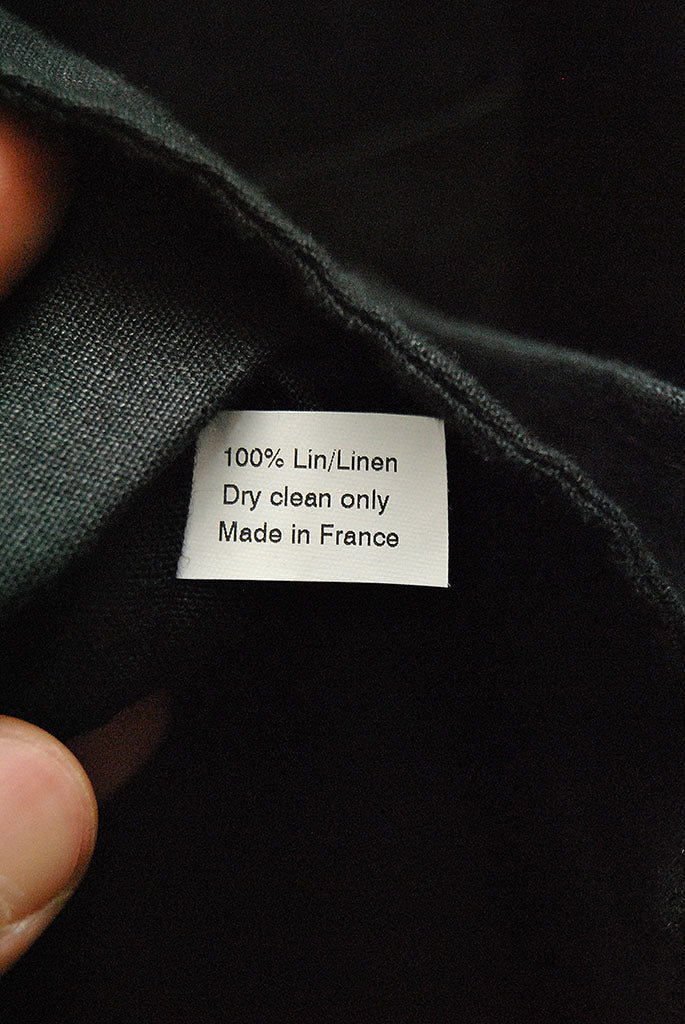 100% Lin/Linen
Dry clean only
Made in France